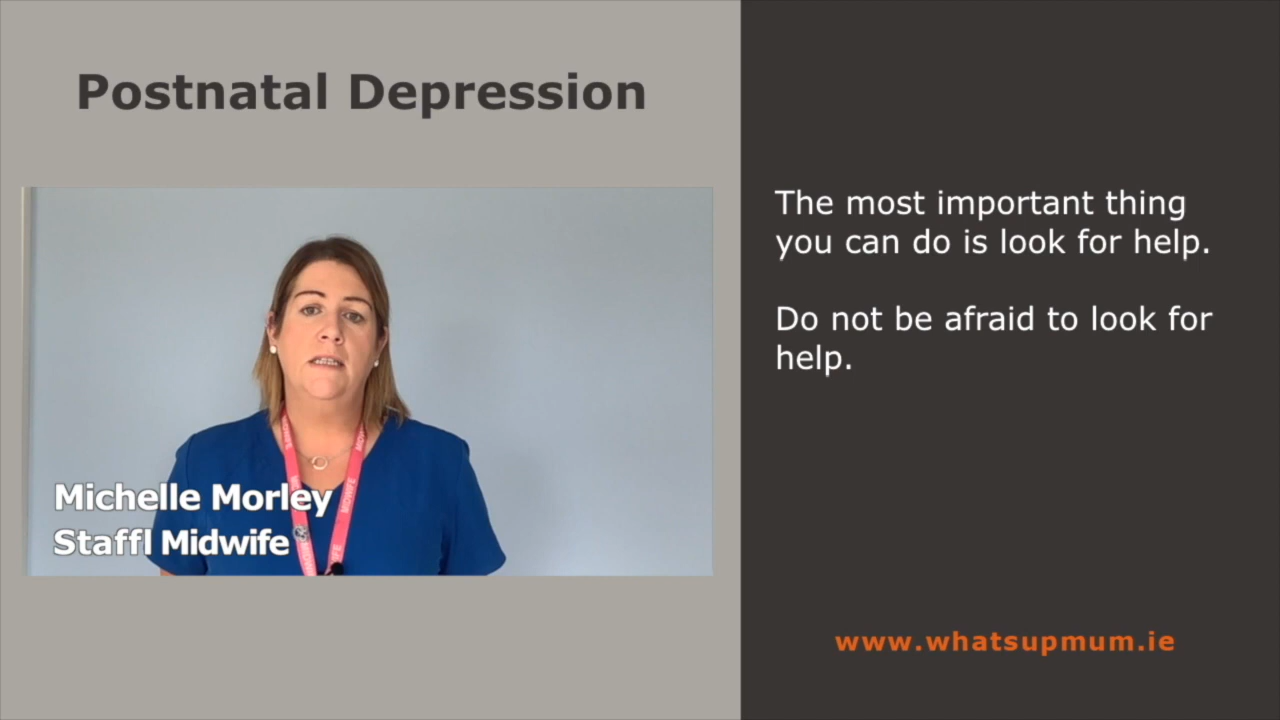 Postnatal Depression
Michelle Morley
Staffl Midwife
The most important thing
you can do is look for help.
Do not be afraid to look for
help.
www.whatsupmum.ie